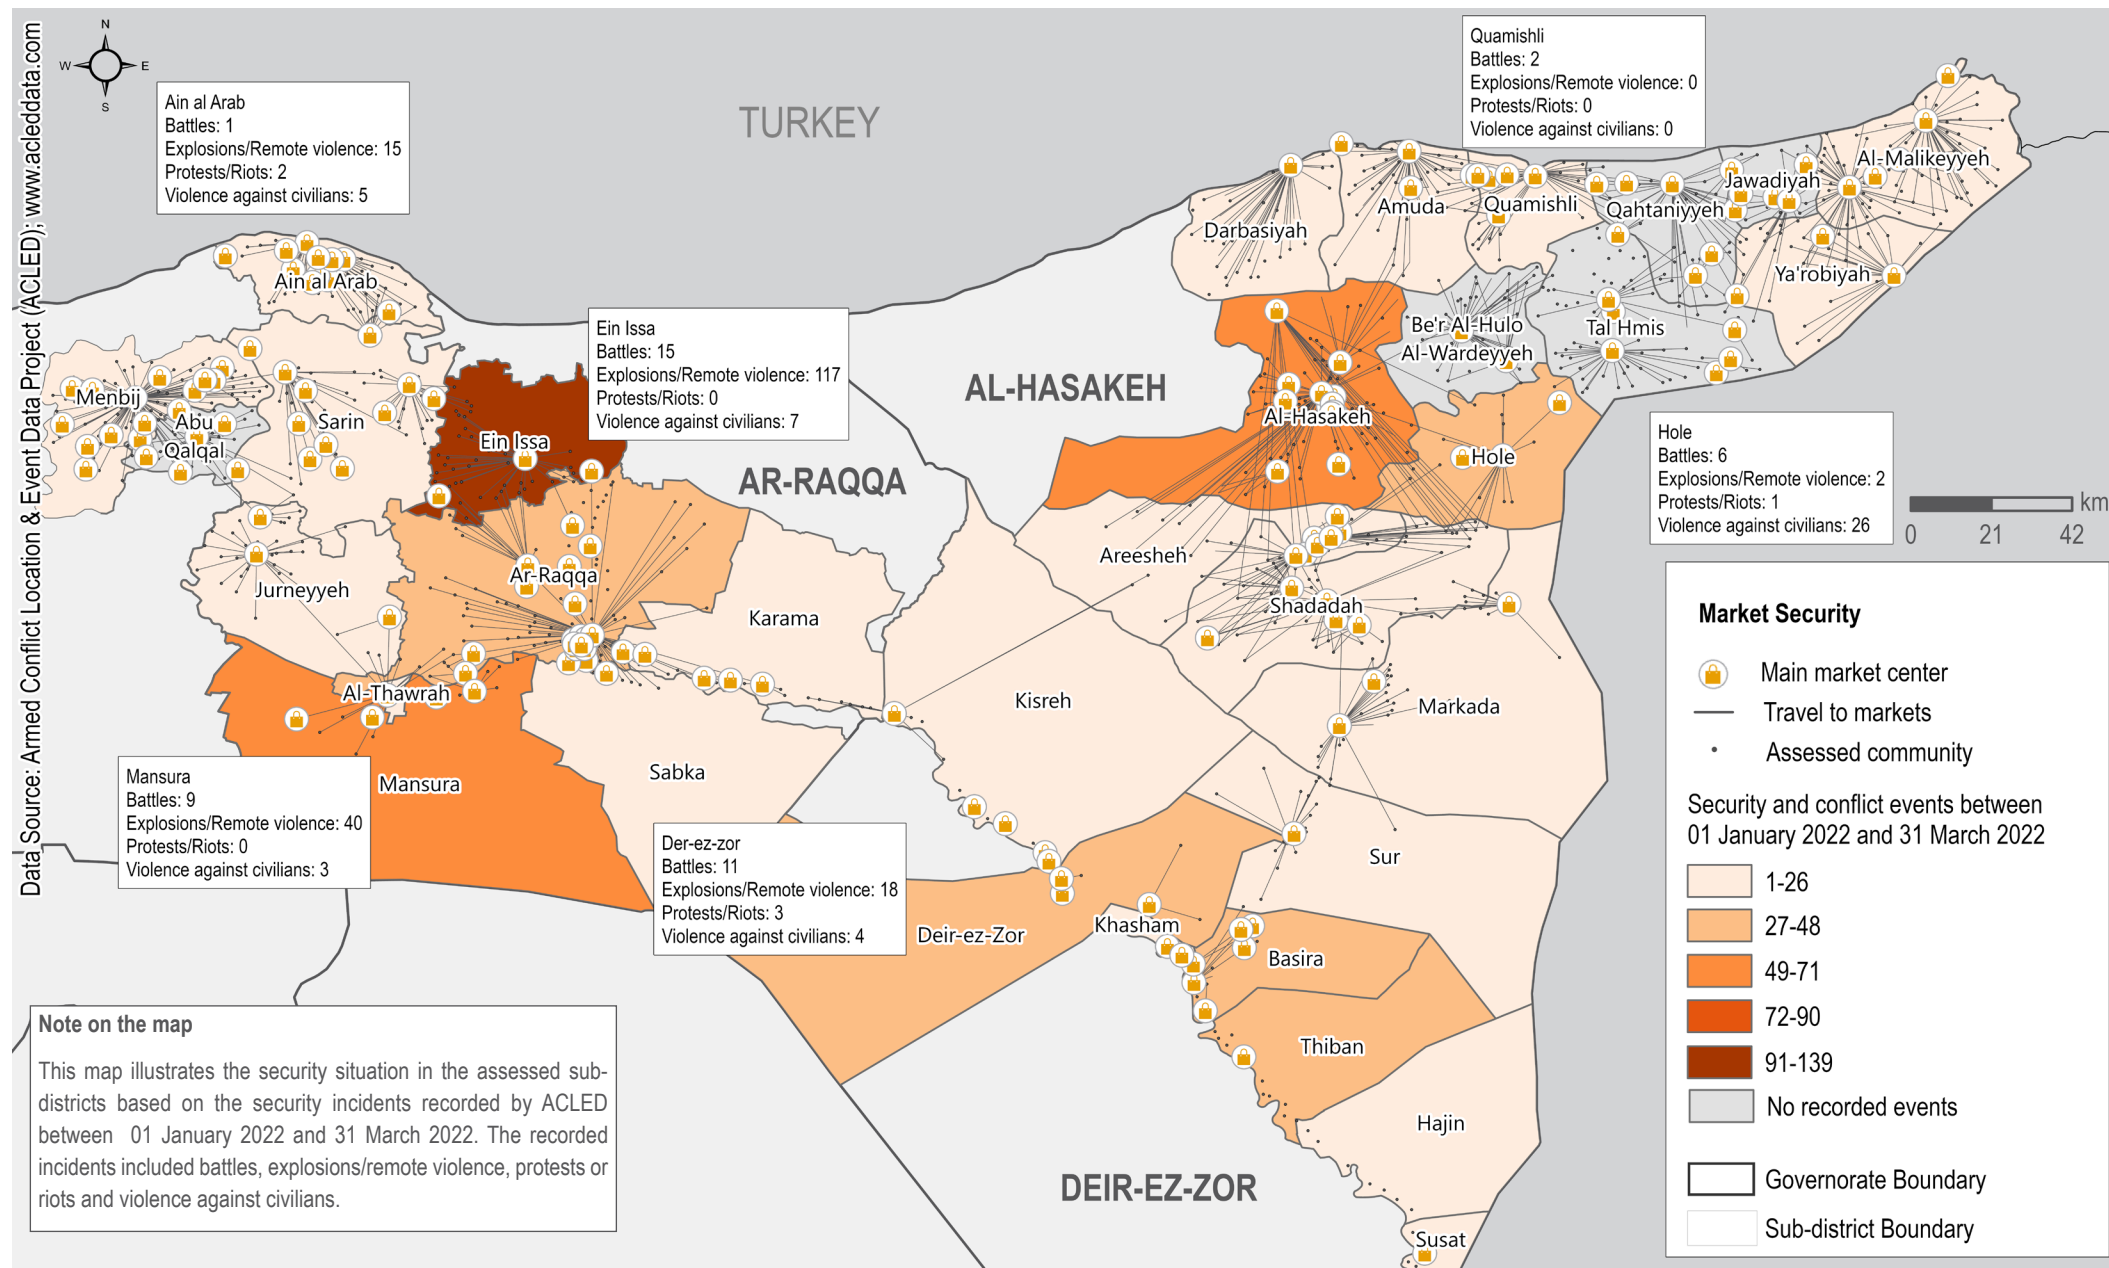 Data Source: Armed Conflict Location & Event Data Project (ACLED); www.acleddata.com
N
W
E
S
TURKEY
Ain al Arab
Battles: 1
Explosions/Remote violence: 15
Protests/Riots: 2
Violence against civilians: 5
Quamishli
Battles: 2
Explosions/Remote violence: 0
Protests/Riots: 0
Violence against civilians: 0
Ein Issa
Battles: 15
Explosions/Remote violence: 117
Protests/Riots: 0
Violence against civilians: 7
Hole
Battles: 6
Explosions/Remote violence: 2
Protests/Riots: 1
Violence against civilians: 26
Mansura
Battles: 9
Explosions/Remote violence: 40
Protests/Riots: 0
Violence against civilians: 3
Der-ez-zor
Battles: 11
Explosions/Remote violence: 18
Protests/Riots: 3
Violence against civilians: 4
Al-Malikeyyeh
Jawadiyah
Qahtaniyyeh
Quamishli
Amuda
Darbasiyah
Ya'robiyah
Ain al Arab
Be'r Al-Hulo
Al-Wardeyyeh
Tal Hmis
AL-HASAKEH
Menbij
Abu
Qalqal
Sarin
Ein Issa
Al-Hasakeh
Hole
AR-RAQQA
km
0
21
42
Areesheh
Ar-Raqqa
Jurneyyeh
Karama
Shadadah
Al-Thawrah
Kisreh
Markada
Mansura
Sabka
Sur
Khasham
Deir-ez-Zor
Basira
Thiban
Hajin
DEIR-EZ-ZOR
Susat
Market Security
Main market center
Travel to markets
Assessed community
Security and conflict events between
01 January 2022 and 31 March 2022
1-26
27-48
49-71
72-90
91-139
No recorded events
Governorate Boundary
Sub-district Boundary
Note on the map
This map illustrates the security situation in the assessed sub-
districts based on the security incidents recorded by ACLED
between 01 January 2022 and 31 March 2022. The recorded
incidents included battles, explosions/remote violence, protests or
riots and violence against civilians.